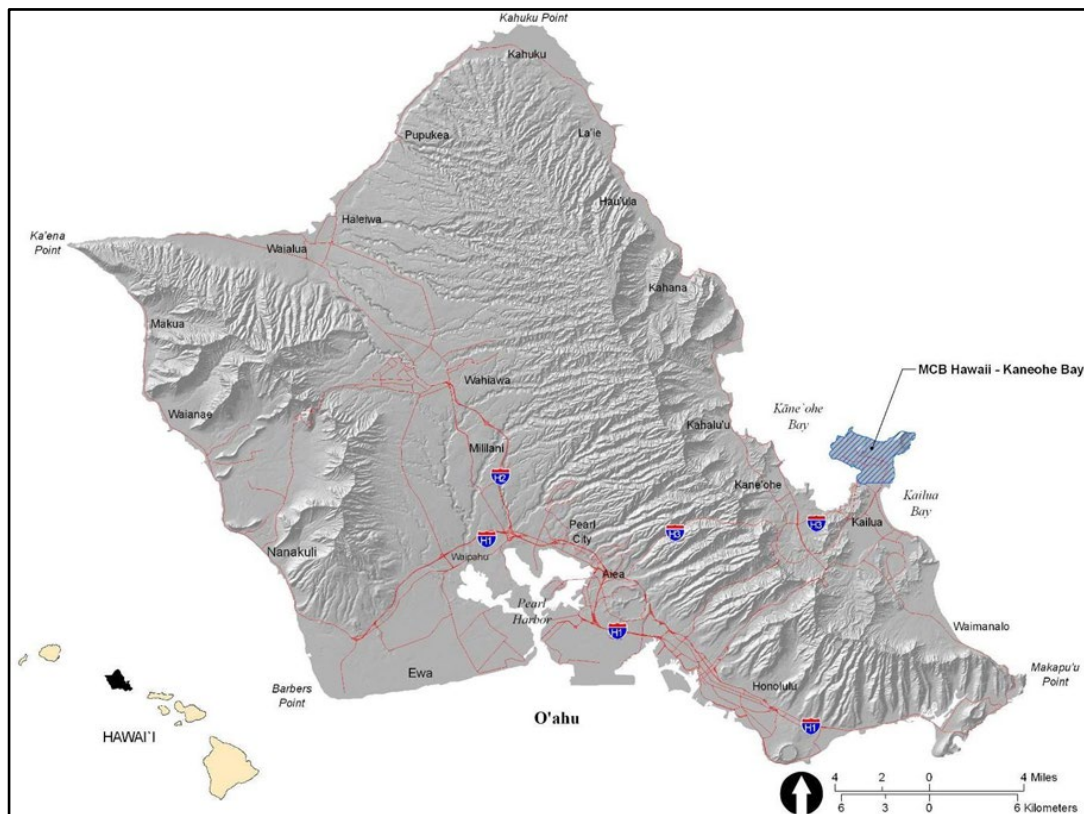 Kahuku Point
Kahuku
Pupukea
La'ie
Hau'ula
Ka'ena
Point
Haleiwa
Waialua
Kahana
Makua
Wahiawa
MCB Hawaii - Kaneohe Bay
Waianae
Kāne`ohe
Bay
Kahalu'u
Mililani
H2
Kane'ohe
Kailua
Bay
H3
H3
Kailua
Pearl
City
H1
Nanakuli
Waipahu
Aiea
Pearl
Harbor
H1
Waimanalo
Ewa
Makapu'u
Point
Honolulu
Barbers
Point
O'ahu
H1
HAWAI`I
4 2 0 4 Miles
6 3 0 6 Kilometers